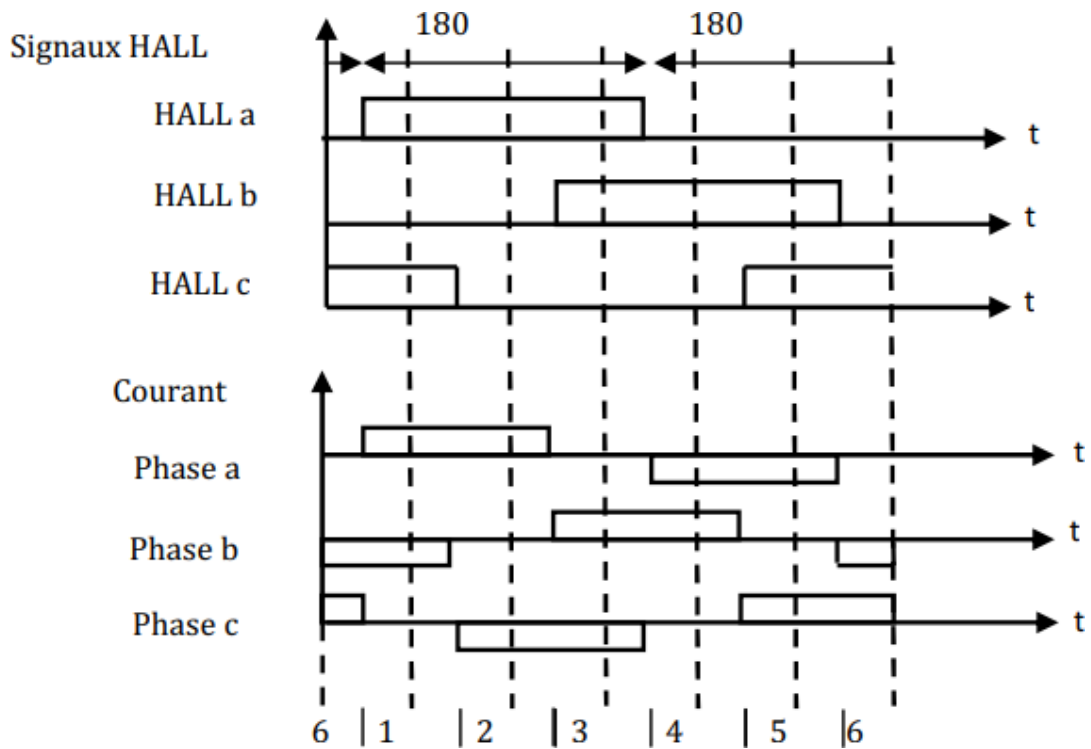 180 180
Signaux HALL
HALL a
t
HALL b
t
HALL c
t
Courant
Phase a
t
Phase b
t
Phase c
t
6 | 1 | 2 | 3 | 4 | 5 | 6